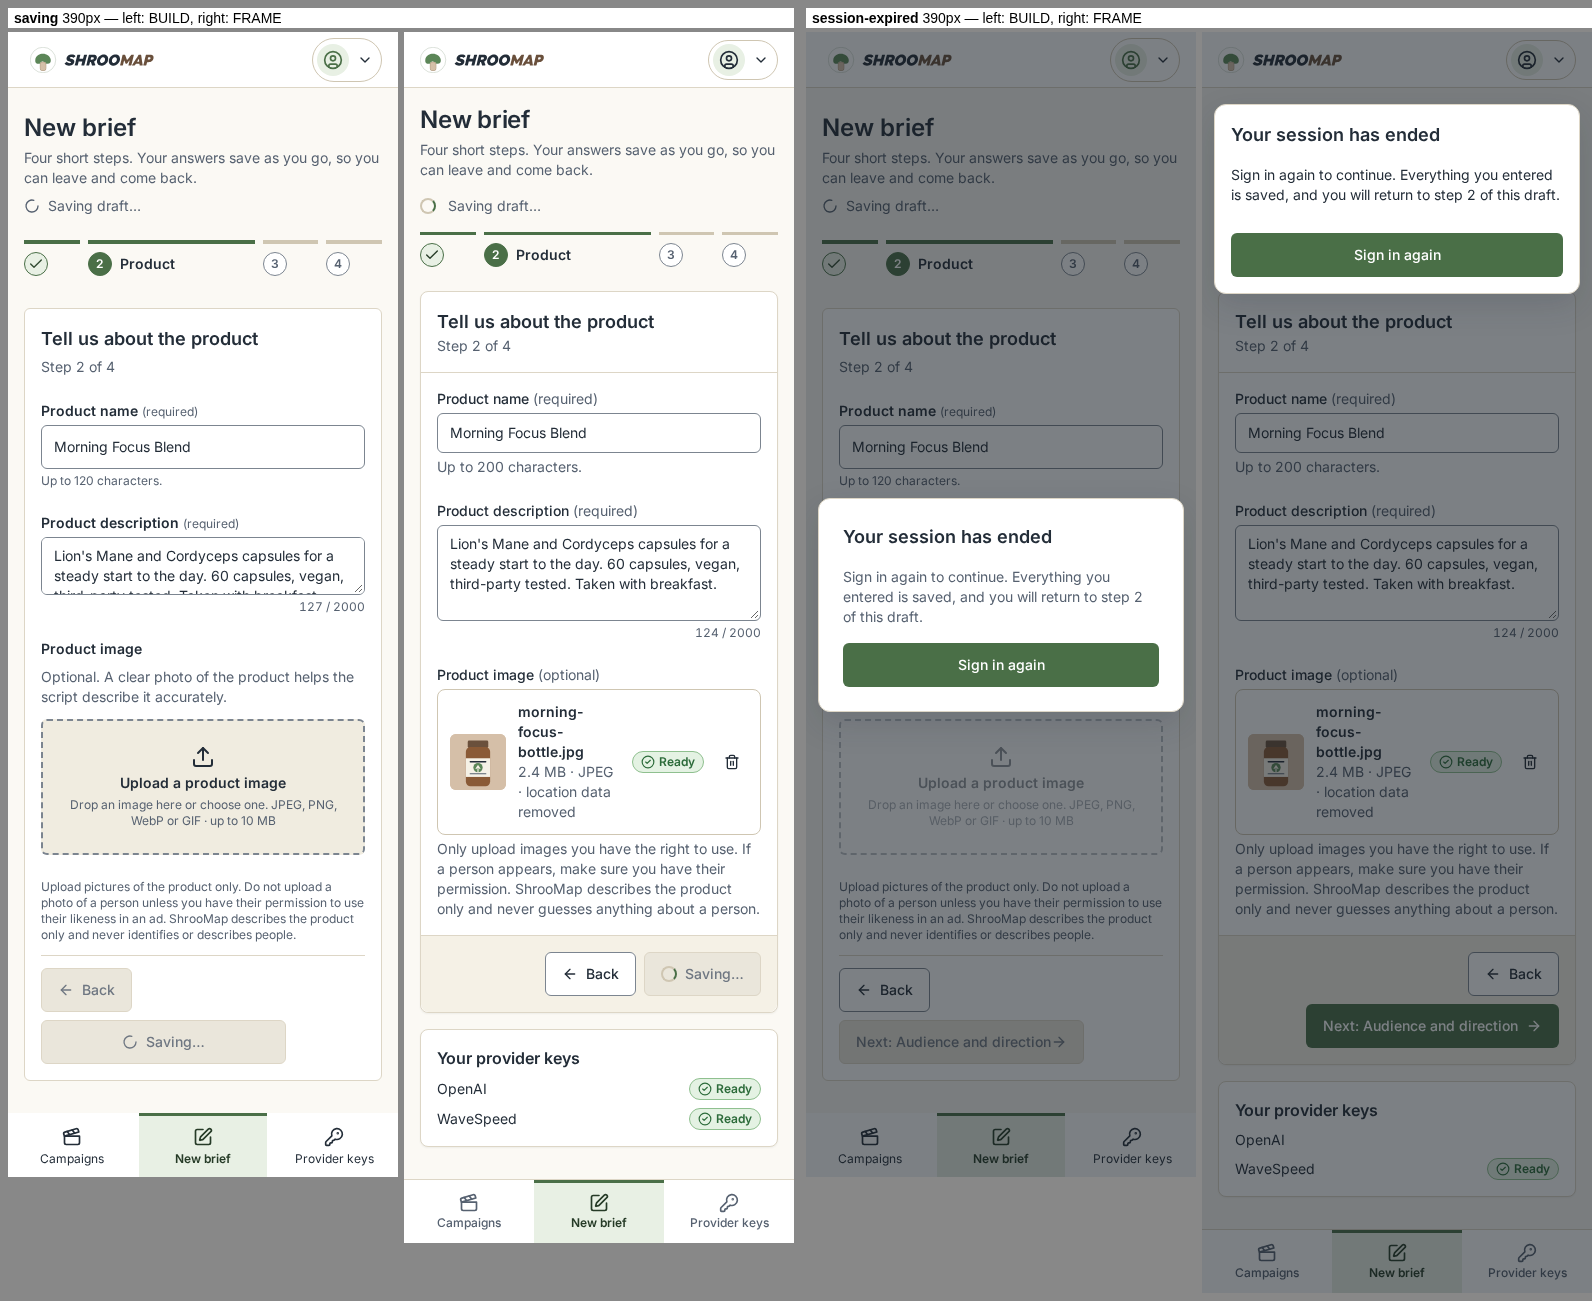 saving 390px — left: BUILD, right: FRAME
SHROOMAP
New brief
Four short steps. Your answers save as you go, so you
can leave and come back.
Saving draft...
2 Product 3 4
Tell us about the product
Step 2 of 4
Product name (required)
Morning Focus Blend
Up to 120 characters.
Product description (required)
Lion's Mane and Cordyceps capsules for a
steady start to the day. 60 capsules, vegan,
third-party tested. Taken with breakfast.
127 / 2000
Product image
Optional. A clear photo of the product helps the
script describe it accurately.
Upload a product image
Drop an image here or choose one. JPEG, PNG,
WebP or GIF · up to 10 MB
Upload pictures of the product only. Do not upload a
photo of a person unless you have their permission to use
their likeness in an ad. ShrooMap describes the product
only and never identifies or describes people.
Back
Saving...
Campaigns New brief Provider keys
SHROOMAP
New brief
Four short steps. Your answers save as you go, so you
can leave and come back.
Saving draft...
2 Product 3 4
Tell us about the product
Step 2 of 4
Product name (required)
Morning Focus Blend
Up to 200 characters.
Product description (required)
Lion's Mane and Cordyceps capsules for a
steady start to the day. 60 capsules, vegan,
third-party tested. Taken with breakfast.
124 / 2000
Product image (optional)
morning-
focus-
bottle.jpg
2.4 MB · JPEG
· location data
removed
Ready
Only upload images you have the right to use. If
a person appears, make sure you have their
permission. ShrooMap describes the product
only and never guesses anything about a person.
Back Saving...
Your provider keys
OpenAI Ready
WaveSpeed Ready
Campaigns New brief Provider keys
session-expired 390px — left: BUILD, right: FRAME
SHROOMAP
New brief
Four short steps. Your answers save as you go, so you
can leave and come back.
Saving draft...
2 Product 3 4
Tell us about the product
Step 2 of 4
Product name (required)
Morning Focus Blend
Up to 120 characters.
Your session has ended
Sign in again to continue. Everything you
entered is saved, and you will return to step 2
of this draft.
Sign in again
Upload a product image
Drop an image here or choose one. JPEG, PNG,
WebP or GIF · up to 10 MB
Upload pictures of the product only. Do not upload a
photo of a person unless you have their permission to use
their likeness in an ad. ShrooMap describes the product
only and never identifies or describes people.
Back
Next: Audience and direction
Campaigns New brief Provider keys
SHROOMAP
Your session has ended
Sign in again to continue. Everything you entered
is saved, and you will return to step 2 of this draft.
Sign in again
Tell us about the product
Step 2 of 4
Product name (required)
Morning Focus Blend
Up to 200 characters.
Product description (required)
Lion's Mane and Cordyceps capsules for a
steady start to the day. 60 capsules, vegan,
third-party tested. Taken with breakfast.
124 / 2000
Product image (optional)
morning-
focus-
bottle.jpg
2.4 MB · JPEG
· location data
removed
Ready
Only upload images you have the right to use. If
a person appears, make sure you have their
permission. ShrooMap describes the product
only and never guesses anything about a person.
Back
Next: Audience and direction
Your provider keys
OpenAI
WaveSpeed Ready
Campaigns New brief Provider keys